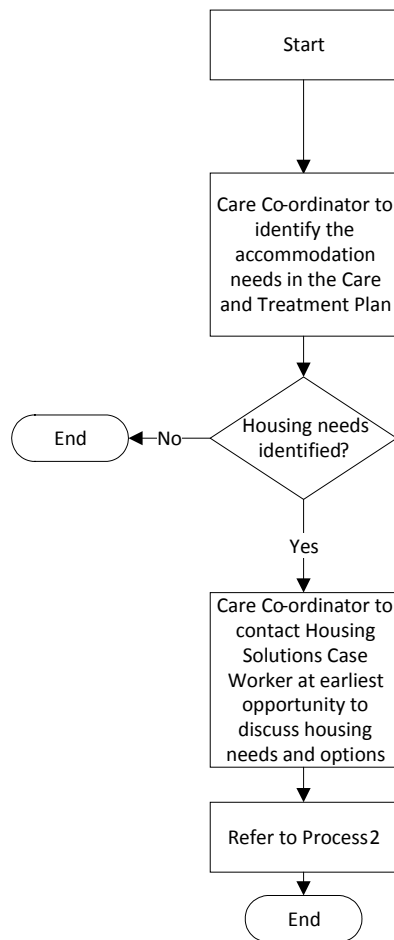 Start
Care Co-ordinator to
identify the
accommodation
needs in the Care
and Treatment Plan
Housing needs
identified?
No
End
Yes
Care Co-ordinator to
contact Housing
Solutions Case
Worker at earliest
opportunity to
discuss housing
needs and options
Refer to Process2
End